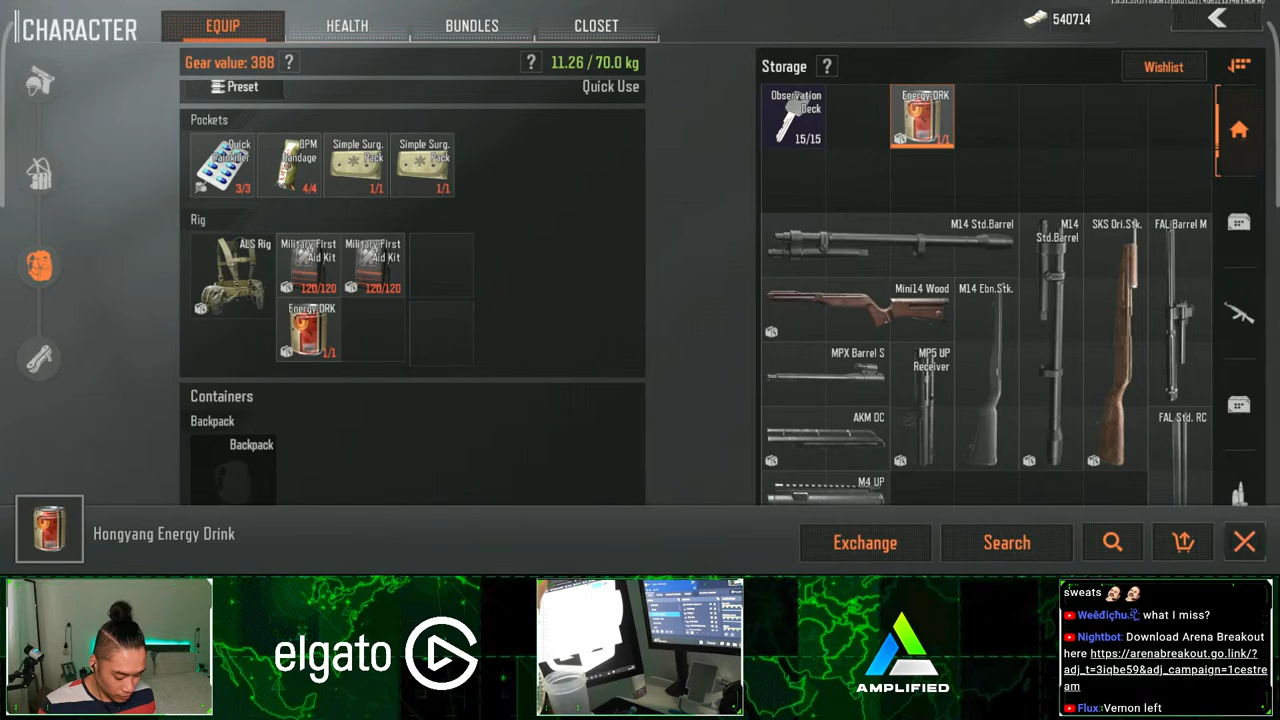 CHARACTER
EQUIP
HEALTH
BUNDLES
CLOSET
540714
Gear value: 388 ?
? 11.26 / 70.0 kg
Preset
Quick Use
Pockets
Quick
Painkiller
3/3
OPM
Bandage
4/4
Simple Surg.
Pack
1/1
Simple Surg.
Pack
1/1
Rig
ALS Rig
Military First
Aid Kit
120/120
Military First
Aid Kit
120/120
Energy DRK
1/1
Containers
Backpack
Backpack
Storage ?
Wishlist
Observation
Deck
15/15
Energy DRK
1/1
M14 Std.Barrel
M14
Std.Barrel
SKS Ori.Stk.
FAL Barrel M
Mini14 Wood
M14 Ebn.Stk.
MPX Barrel S
MP5 UP
Receiver
AKM DC
FAL Std. RC
M4 UP
Hongyang Energy Drink
Exchange
Search
elgato
AMPLIFIED
sweats
Weêdiçhu: what I miss?
Nightbot: Download Arena Breakout
here https://arenabreakout.go.link/?
adj_t=3iqbe59&adj_campaign=1cestre
am
Flux: Vemon left